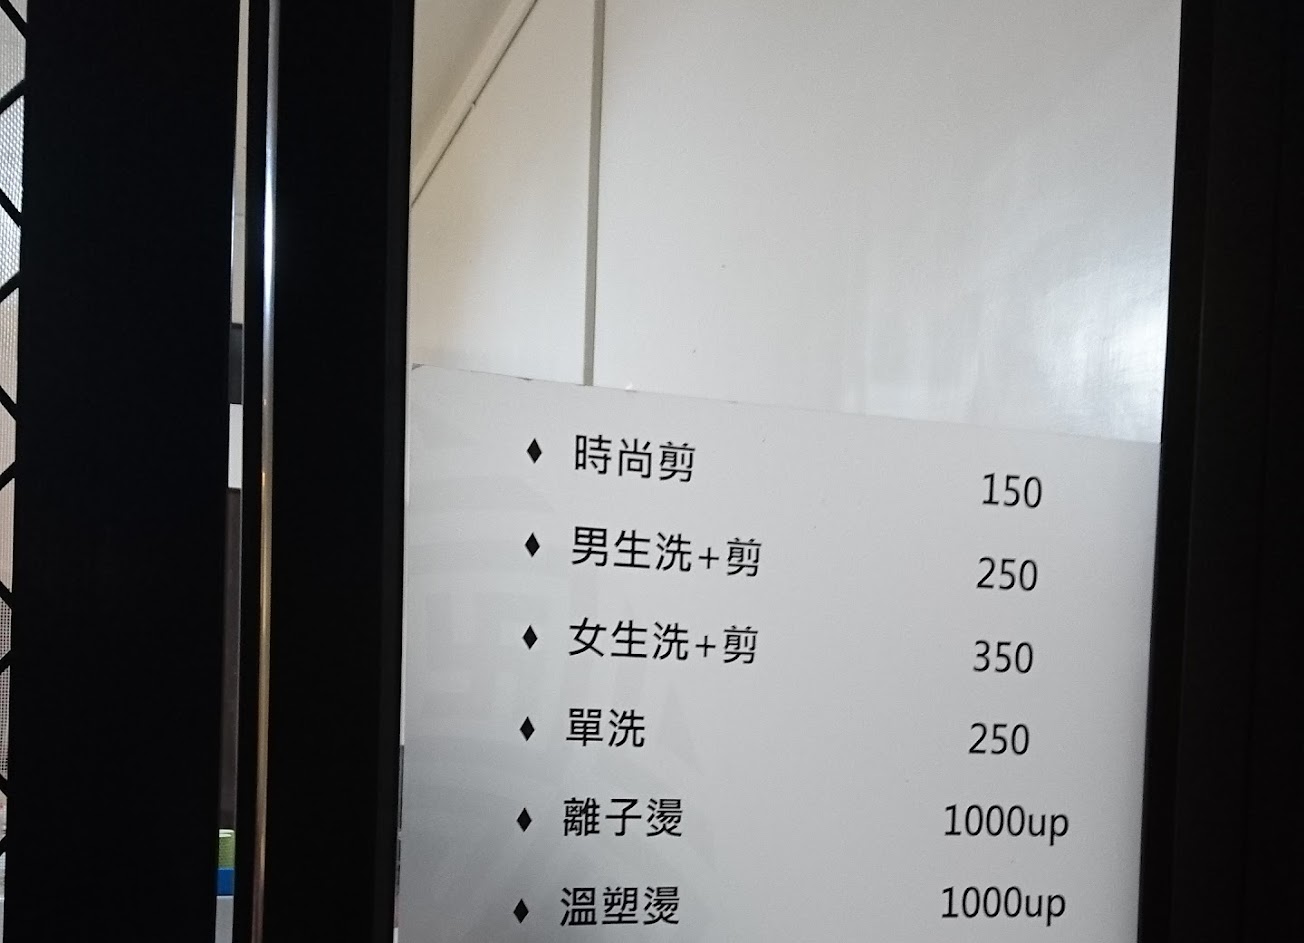 ♦ 時尚剪 150
♦ 男生洗+剪 250
♦ 女生洗+剪 350
♦ 單洗 250
♦ 離子燙 1000up
♦ 溫塑燙 1000up